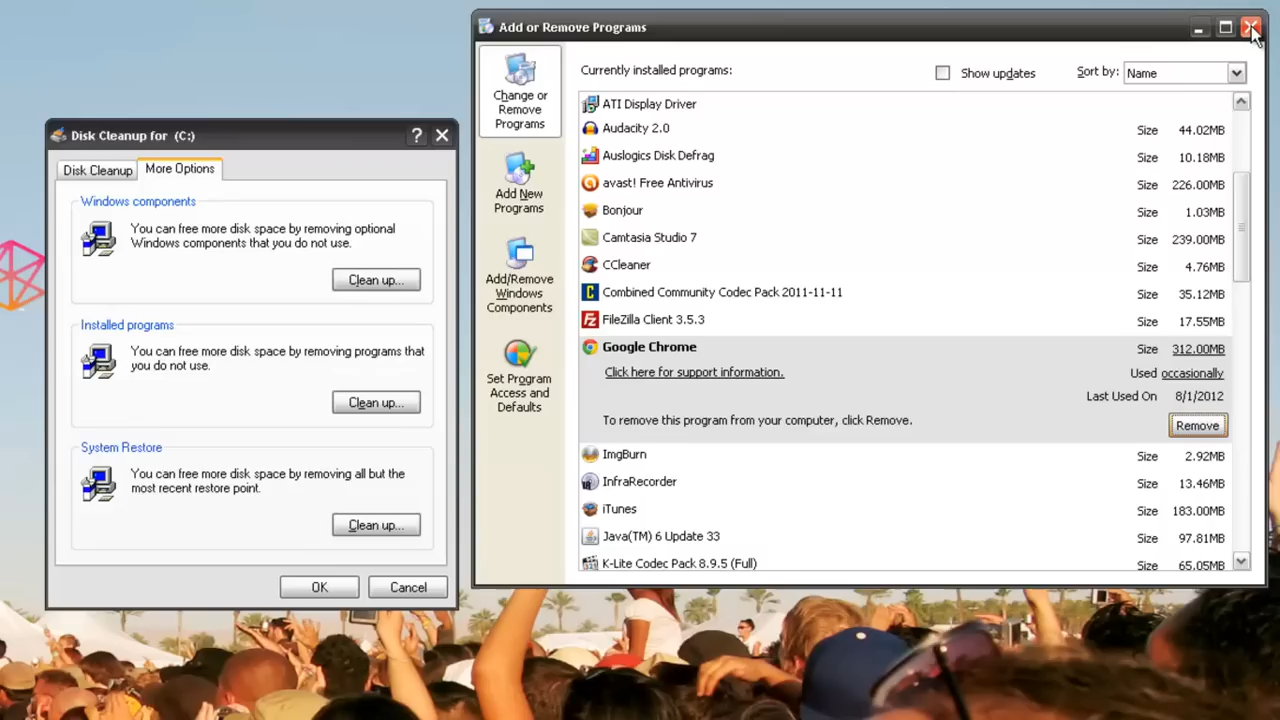 Disk Cleanup for (C:)
?
Disk Cleanup
More Options
Windows components
You can free more disk space by removing optional
Windows components that you do not use.
Clean up...
Installed programs
You can free more disk space by removing programs that
you do not use.
Clean up...
System Restore
You can free more disk space by removing all but the
most recent restore point.
Clean up...
OK
Cancel
Add or Remove Programs
Change or
Remove
Programs
Add New
Programs
Add/Remove
Windows
Components
Set Program
Access and
Defaults
Currently installed programs:
Show updates
Sort by:
Name
ATI Display Driver
Audacity 2.0
Size 44.02MB
Auslogics Disk Defrag
Size 10.18MB
avast! Free Antivirus
Size 226.00MB
Bonjour
Size 1.03MB
Camtasia Studio 7
Size 239.00MB
CCleaner
Size 4.76MB
Combined Community Codec Pack 2011-11-11
Size 35.12MB
FileZilla Client 3.5.3
Size 17.55MB
Google Chrome
Size 312.00MB
Click here for support information.
Used occasionally
Last Used On 8/1/2012
To remove this program from your computer, click Remove.
Remove
ImgBurn
Size 2.92MB
InfraRecorder
Size 13.46MB
iTunes
Size 183.00MB
Java(TM) 6 Update 33
Size 97.81MB
K-Lite Codec Pack 8.9.5 (Full)
Size 65.05MB